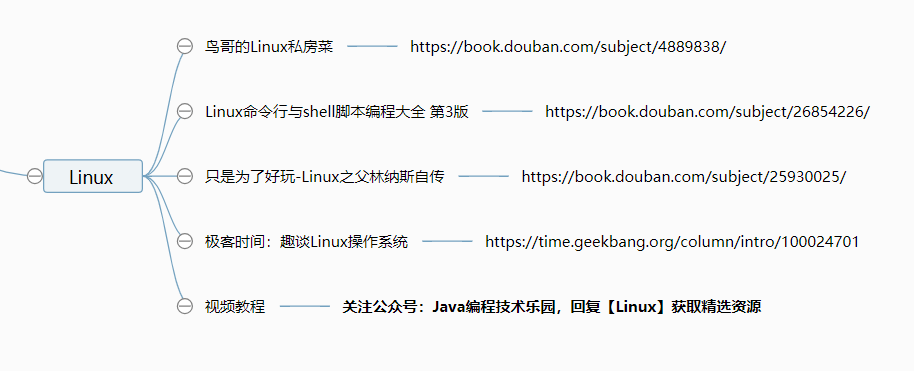 鸟哥的Linux私房菜 https://book.douban.com/subject/4889838/
Linux命令行与shell脚本编程大全 第3版 https://book.douban.com/subject/26854226/
Linux
只是为了好玩-Linux之父林纳斯自传 https://book.douban.com/subject/25930025/
极客时间：趣谈Linux操作系统 https://time.geekbang.org/column/intro/100024701
视频教程 关注公众号：Java编程技术乐园，回复【Linux】获取精选资源